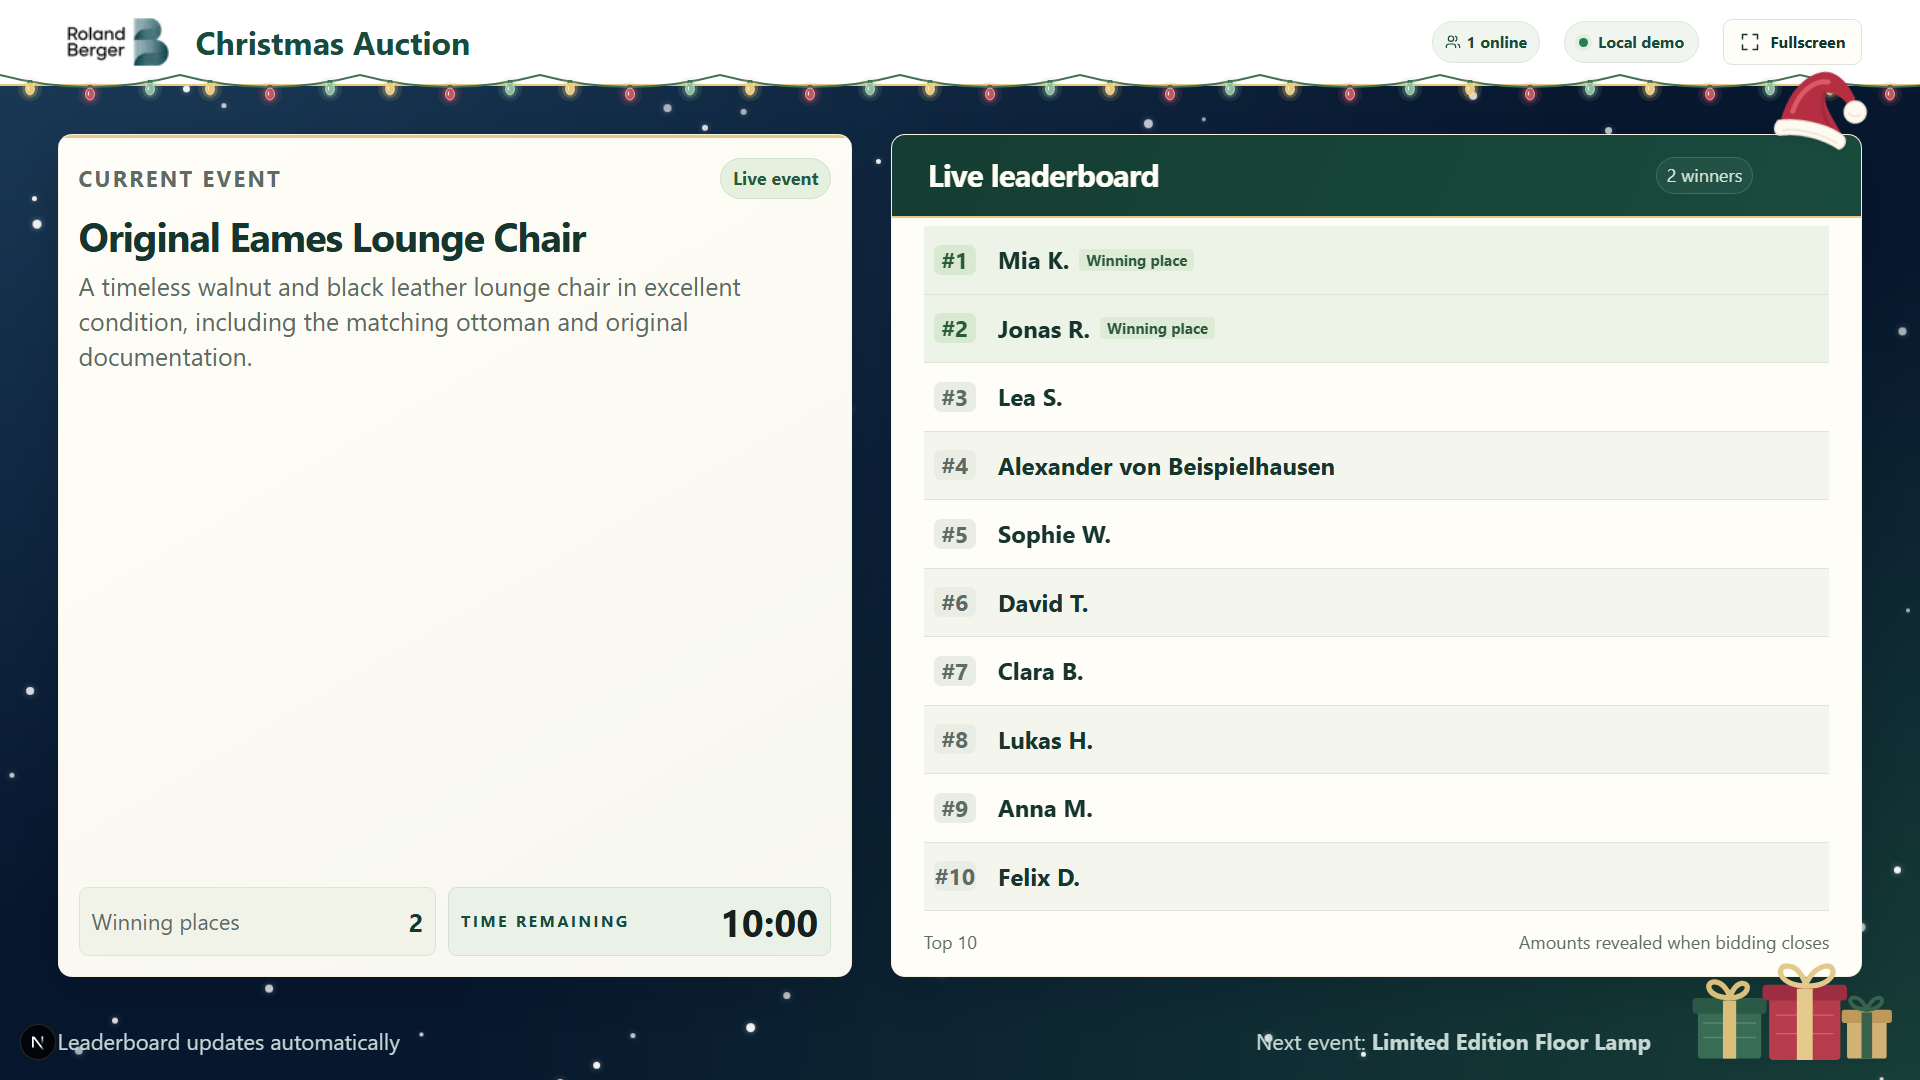 Roland
Berger
Christmas Auction
1 online
Local demo
Fullscreen
CURRENT EVENT
Live event
Original Eames Lounge Chair
A timeless walnut and black leather lounge chair in excellent
condition, including the matching ottoman and original
documentation.
Winning places 2
TIME REMAINING 10:00
Live leaderboard
2 winners
#1 Mia K. Winning place
#2 Jonas R. Winning place
#3 Lea S.
#4 Alexander von Beispielhausen
#5 Sophie W.
#6 David T.
#7 Clara B.
#8 Lukas H.
#9 Anna M.
#10 Felix D.
Top 10
Amounts revealed when bidding closes
N
Leaderboard updates automatically
Next event: Limited Edition Floor Lamp